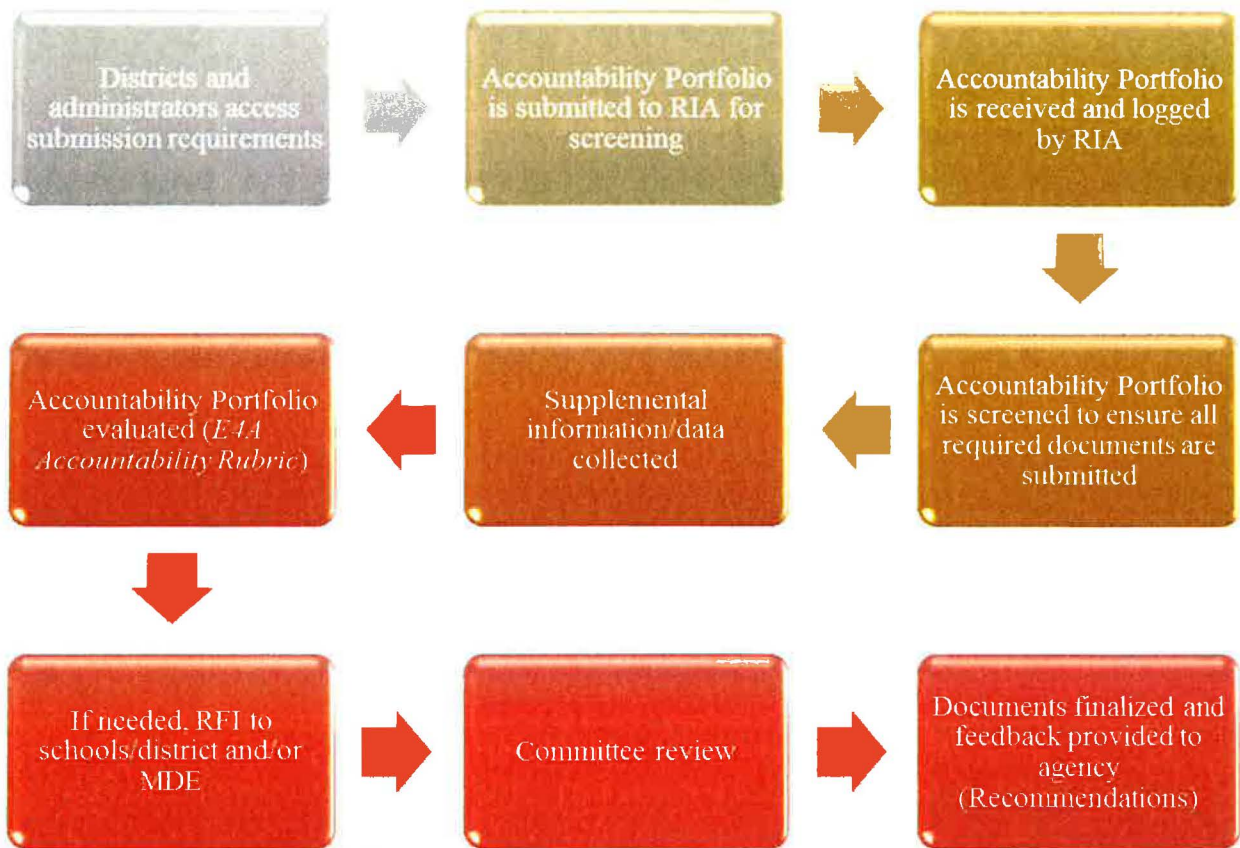 Districts and
administrators access
submission requirements
Accountability Portfolio
is submitted to RIA for
screening
Accountability Portfolio
is received and logged
by RIA
Accountability Portfolio
is screened to ensure all
required documents are
submitted
Supplemental
information/data
collected
Accountability Portfolio
evaluated (E4A
Accountability Rubric)
If needed, RFI to
schools/district and/or
MDE
Committee review
Documents finalized and
feedback provided to
agency
(Recommendations)